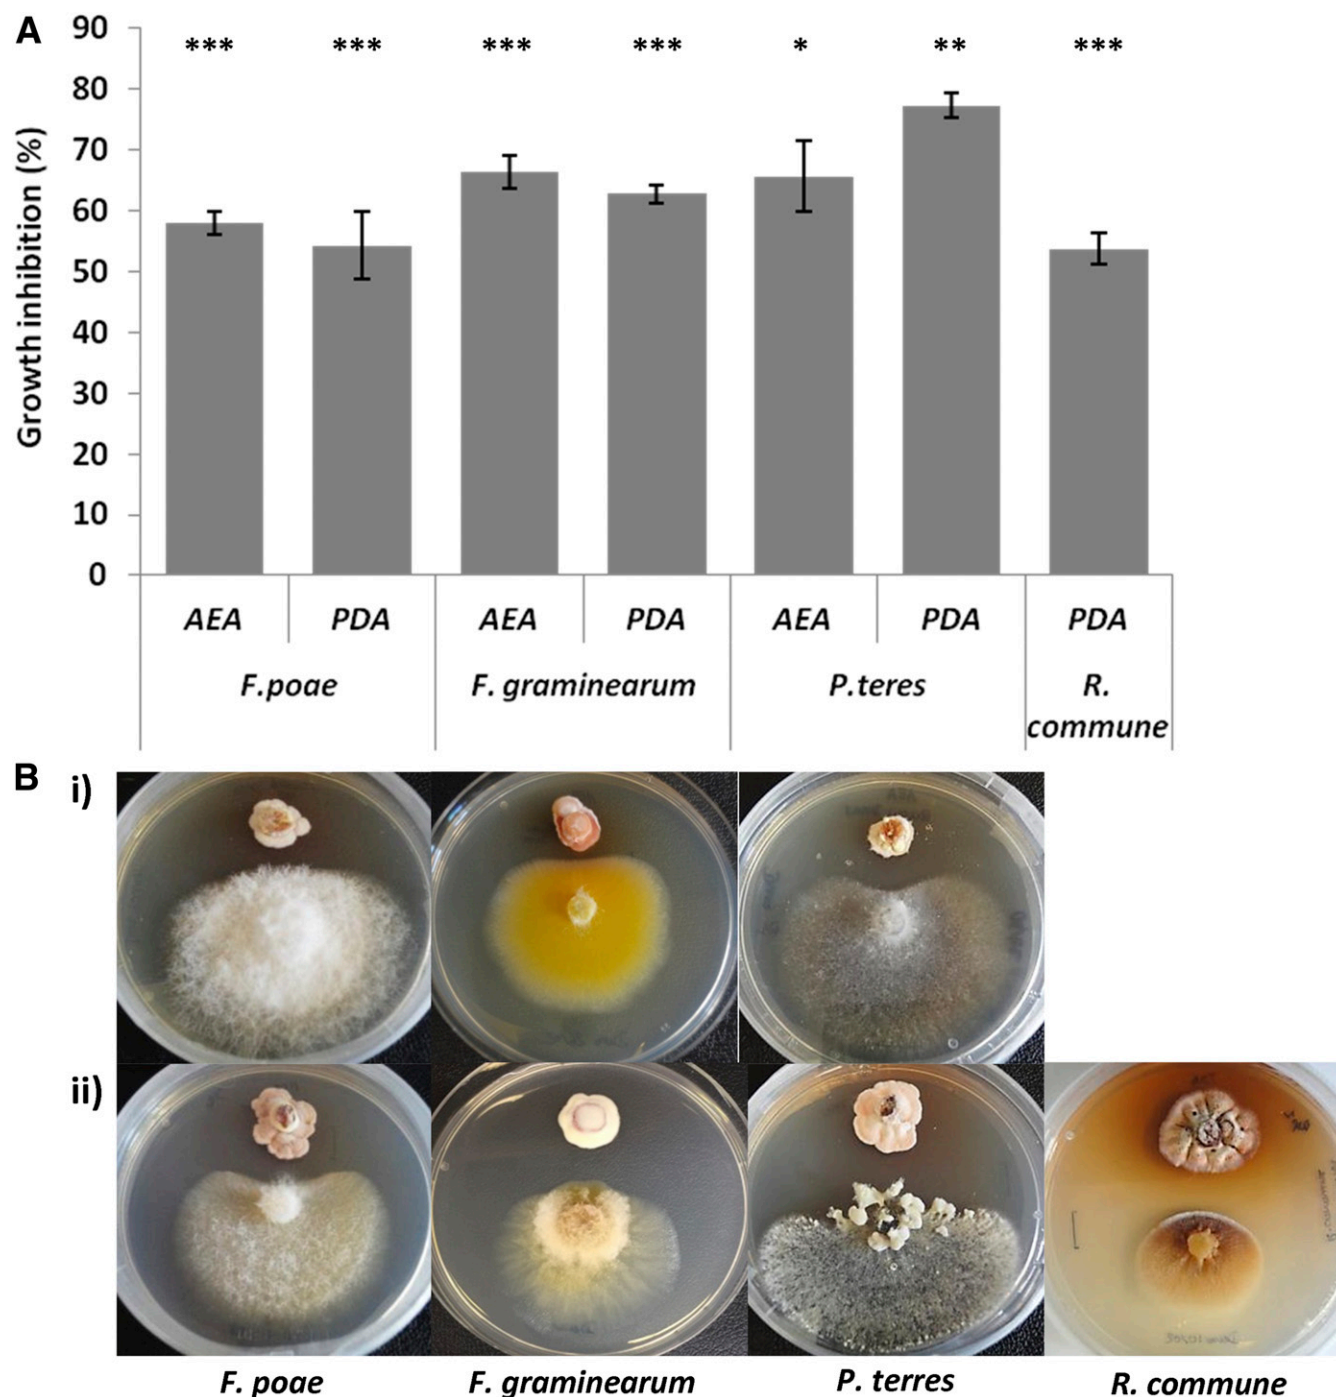 A
90
80
70
60
50
40
30
20
10
0
Growth inhibition (%)
*** *** *** *** * ** ***
AEA PDA AEA PDA AEA PDA PDA
F.poae F. graminearum P.teres R.
commune
B i)
ii)
F. poae F. graminearum P. terres R. commune